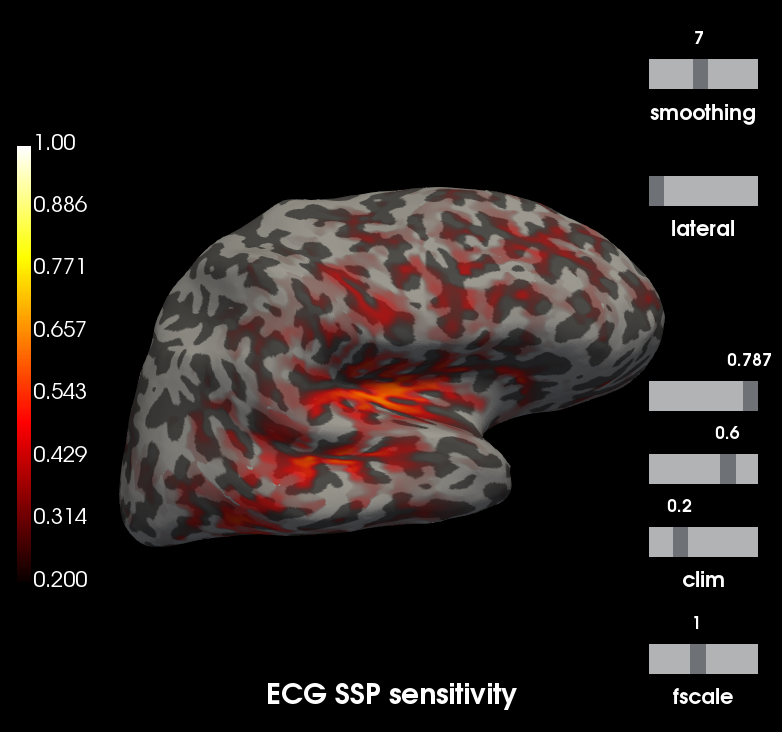 7
smoothing
1.00
0.886
0.771
0.657
0.543
0.429
0.314
0.200
lateral
0.787
0.6
0.2
clim
1
fscale
ECG SSP sensitivity